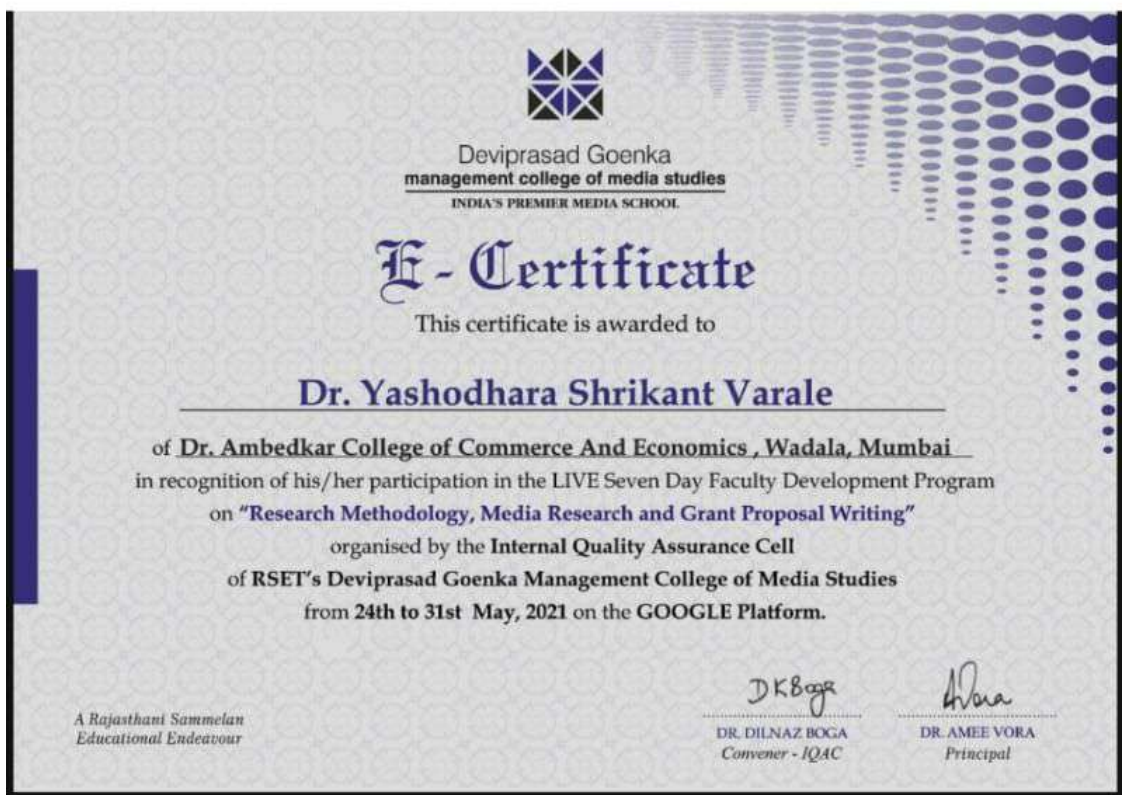 Deviprasad Goenka
management college of media studies
INDIA'S PREMIER MEDIA SCHOOL
E - Certificate
This certificate is awarded to
Dr. Yashodhara Shrikant Varale
of Dr. Ambedkar College of Commerce And Economics , Wadala, Mumbai
in recognition of his/her participation in the LIVE Seven Day Faculty Development Program
on "Research Methodology, Media Research and Grant Proposal Writing"
organised by the Internal Quality Assurance Cell
of RSET's Deviprasad Goenka Management College of Media Studies
from 24th to 31st May, 2021 on the GOOGLE Platform.
A Rajasthani Sammelan
Educational Endeavour
DKBoga
DR. DILNAZ BOGA
Convener - IQAC
AVora
DR. AMEE VORA
Principal